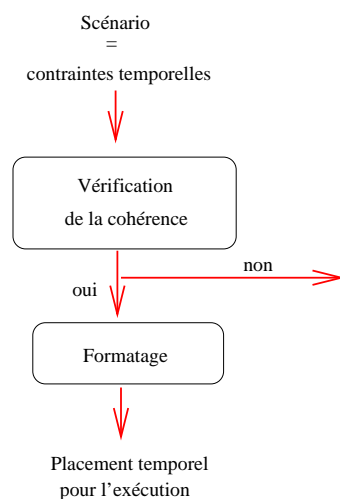 Scénario
=
contraintes temporelles
Vérification
de la cohérence
non
oui
Formatage
Placement temporel
pour l'exécution